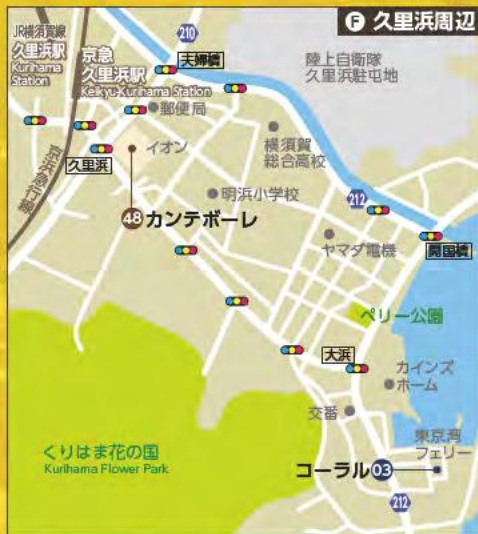 F 久里浜周辺
JR横須賀線
久里浜駅
Kurihama
Station
京急
久里浜駅
Keikyu-Kurihama Station
210
夫婦橋
陸上自衛隊
久里浜駐屯地
郵便局
イオン
横須賀
総合高校
久里浜
京浜急行線
明浜小学校
212
48 カンテボーレ
ヤマダ電機
開国橋
ペリー公園
大浜
カインズ
ホーム
交番
くりはま花の国
Kurihama Flower Park
東京湾
フェリー
コーラル 03
212